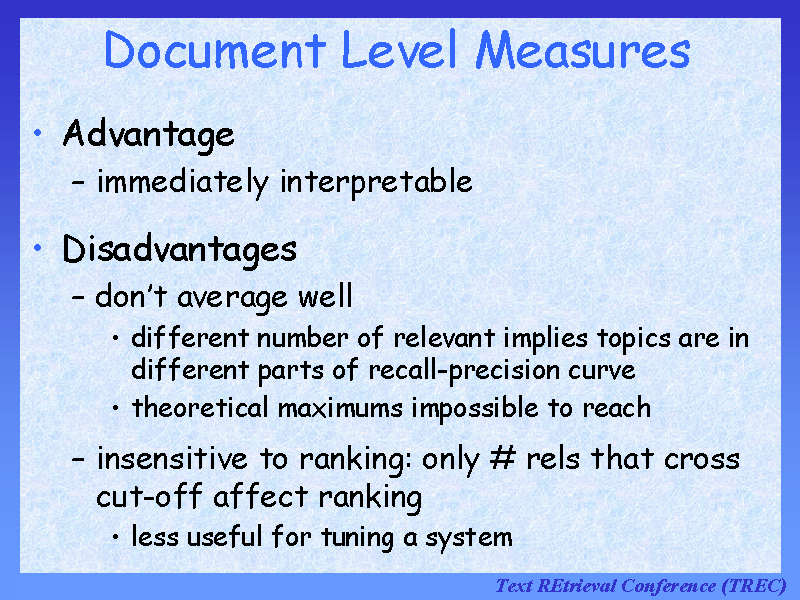 Document Level Measures
• Advantage
– immediately interpretable
• Disadvantages
– don't average well
• different number of relevant implies topics are in
different parts of recall-precision curve
• theoretical maximums impossible to reach
– insensitive to ranking: only # rels that cross
cut-off affect ranking
• less useful for tuning a system
Text REtrieval Conference (TREC)